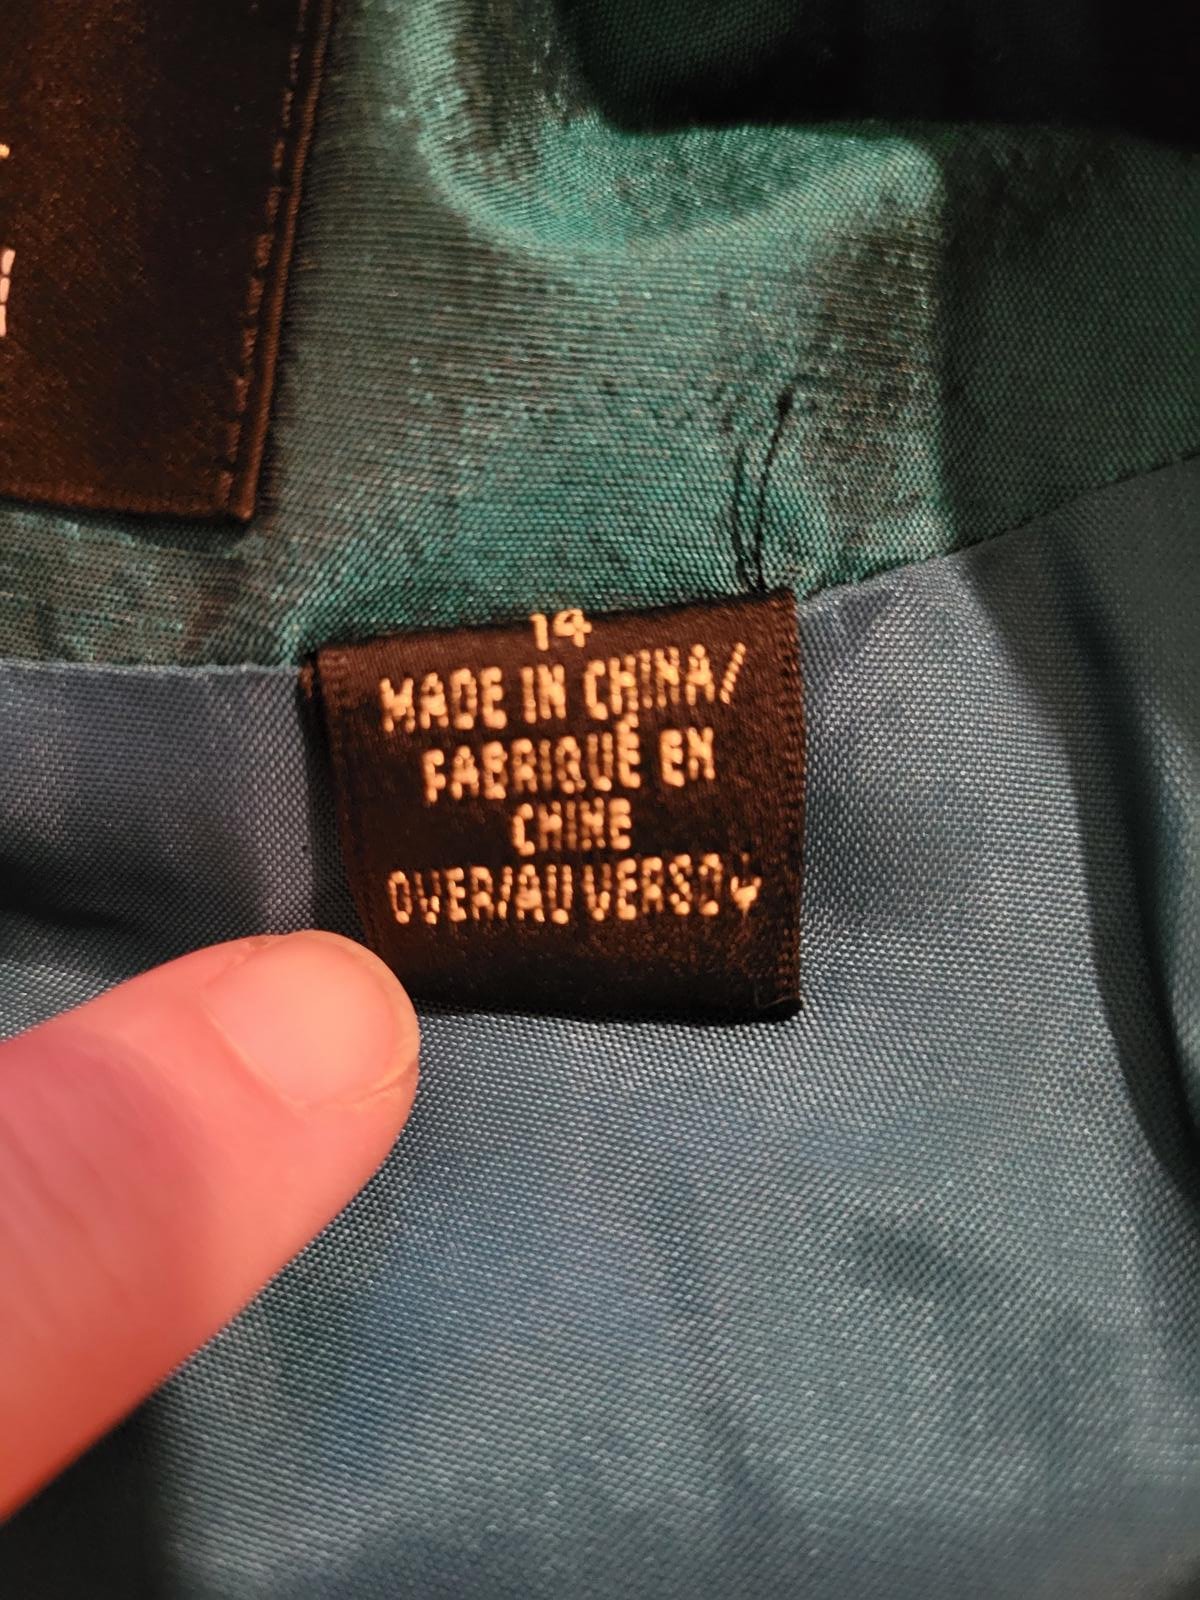 14
MADE IN CHINA/
FABRIQUÉ EN
CHINE
OVER/AU VERSO